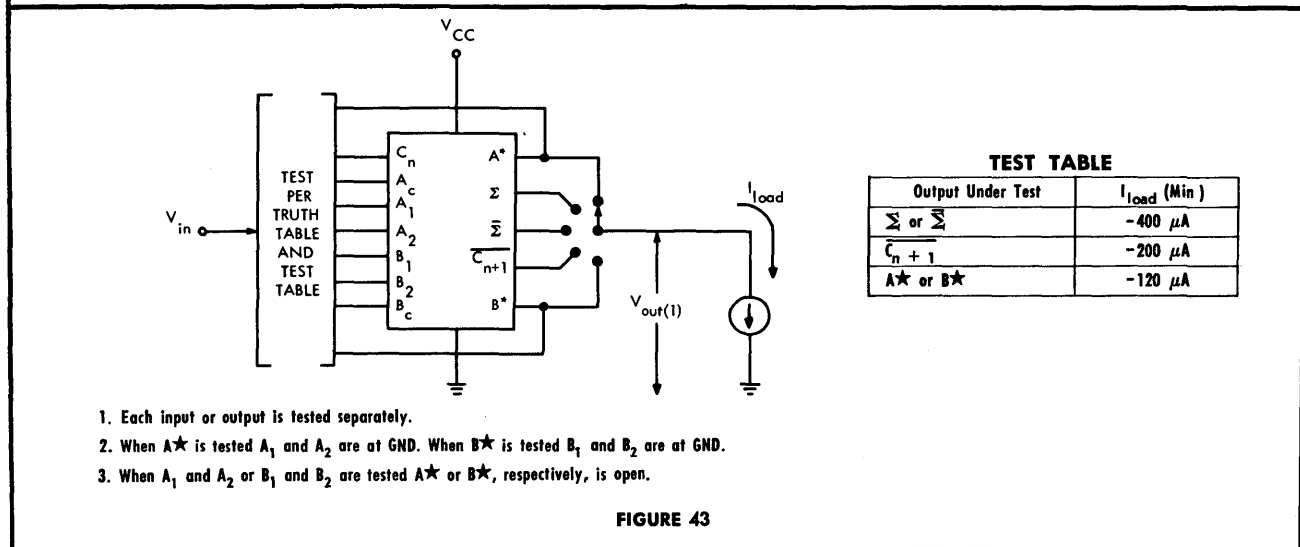 V_CC
V_in
TEST
PER
TRUTH
TABLE
AND
TEST
TABLE
C_n
A_c
A_1
A_2
B_1
B_2
B_c
A*
Σ
Σ̅
C̅_n+1̅
B*
V_out(1)
I_load
TEST TABLE
Output Under Test I_load (Min)
Σ or Σ̅ -400 μA
C̅_n + 1̅ -200 μA
A★ or B★ -120 μA
1. Each input or output is tested separately.
2. When A★ is tested A_1 and A_2 are at GND. When B★ is tested B_1 and B_2 are at GND.
3. When A_1 and A_2 or B_1 and B_2 are tested A★ or B★, respectively, is open.
FIGURE 43